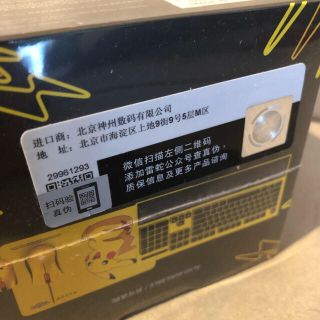 进口商：北京神州数码有限公司
地 址：北京市海淀区上地9街9号5层M区
29961293
扫码验
真伪
微信扫描左侧二维码
添加雷蛇公众号查真伪
质保信息及更多产品咨询